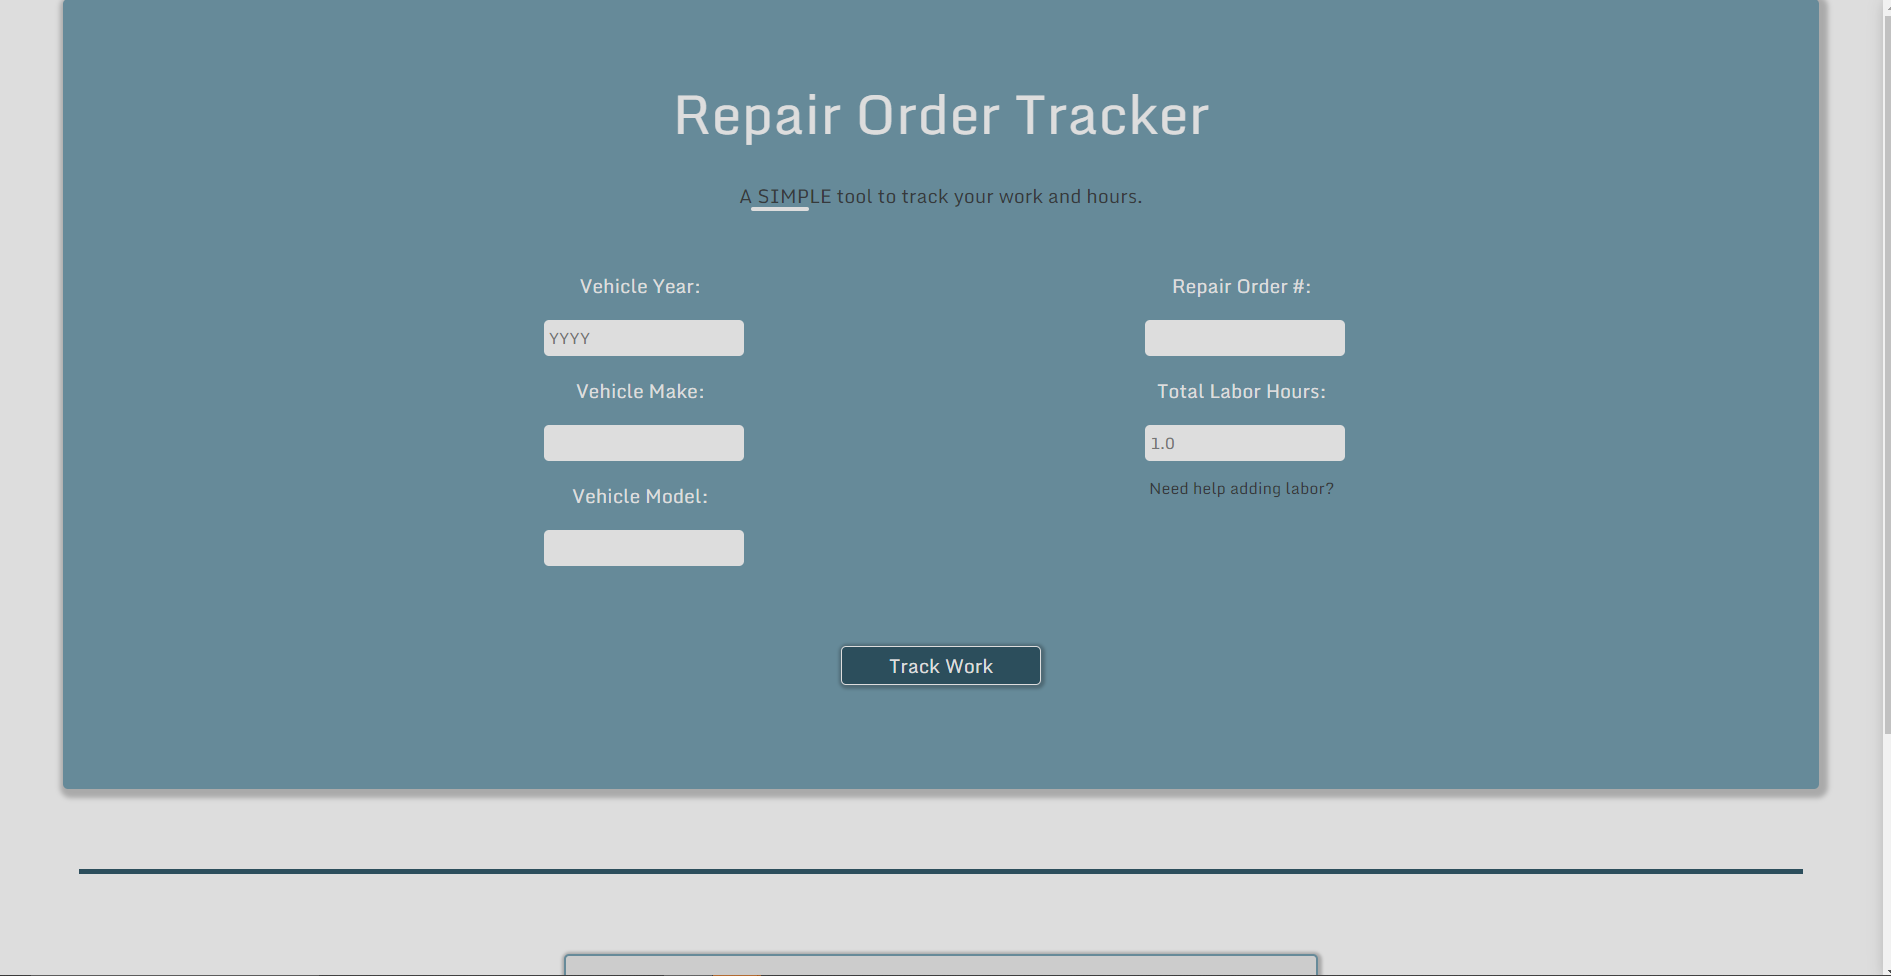 Repair Order Tracker
A SIMPLE tool to track your work and hours.
Vehicle Year:
YYYY
Vehicle Make:
Vehicle Model:
Repair Order #:
Total Labor Hours:
1.0
Need help adding labor?
Track Work